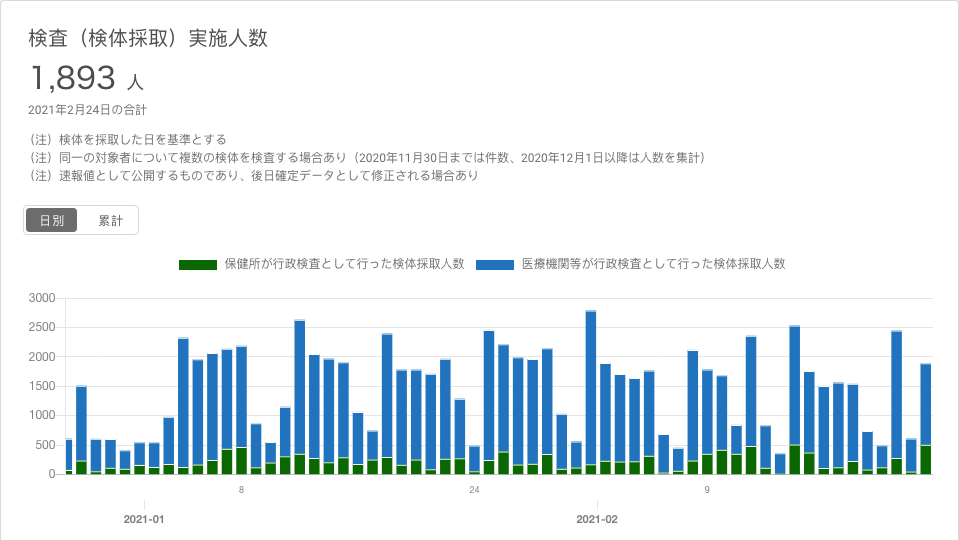 検査（検体採取）実施人数
1,893 人
2021年2月24日の合計
（注）検体を採取した日を基準とする
（注）同一の対象者について複数の検体を検査する場合あり（2020年11月30日までは件数、2020年12月1日以降は人数を集計）
（注）速報値として公開するものであり、後日確定データとして修正される場合あり
日別 累計
保健所が行政検査として行った検体採取人数 医療機関等が行政検査として行った検体採取人数
3000
2500
2000
1500
1000
500
0
8 24 9
2021-01 2021-02